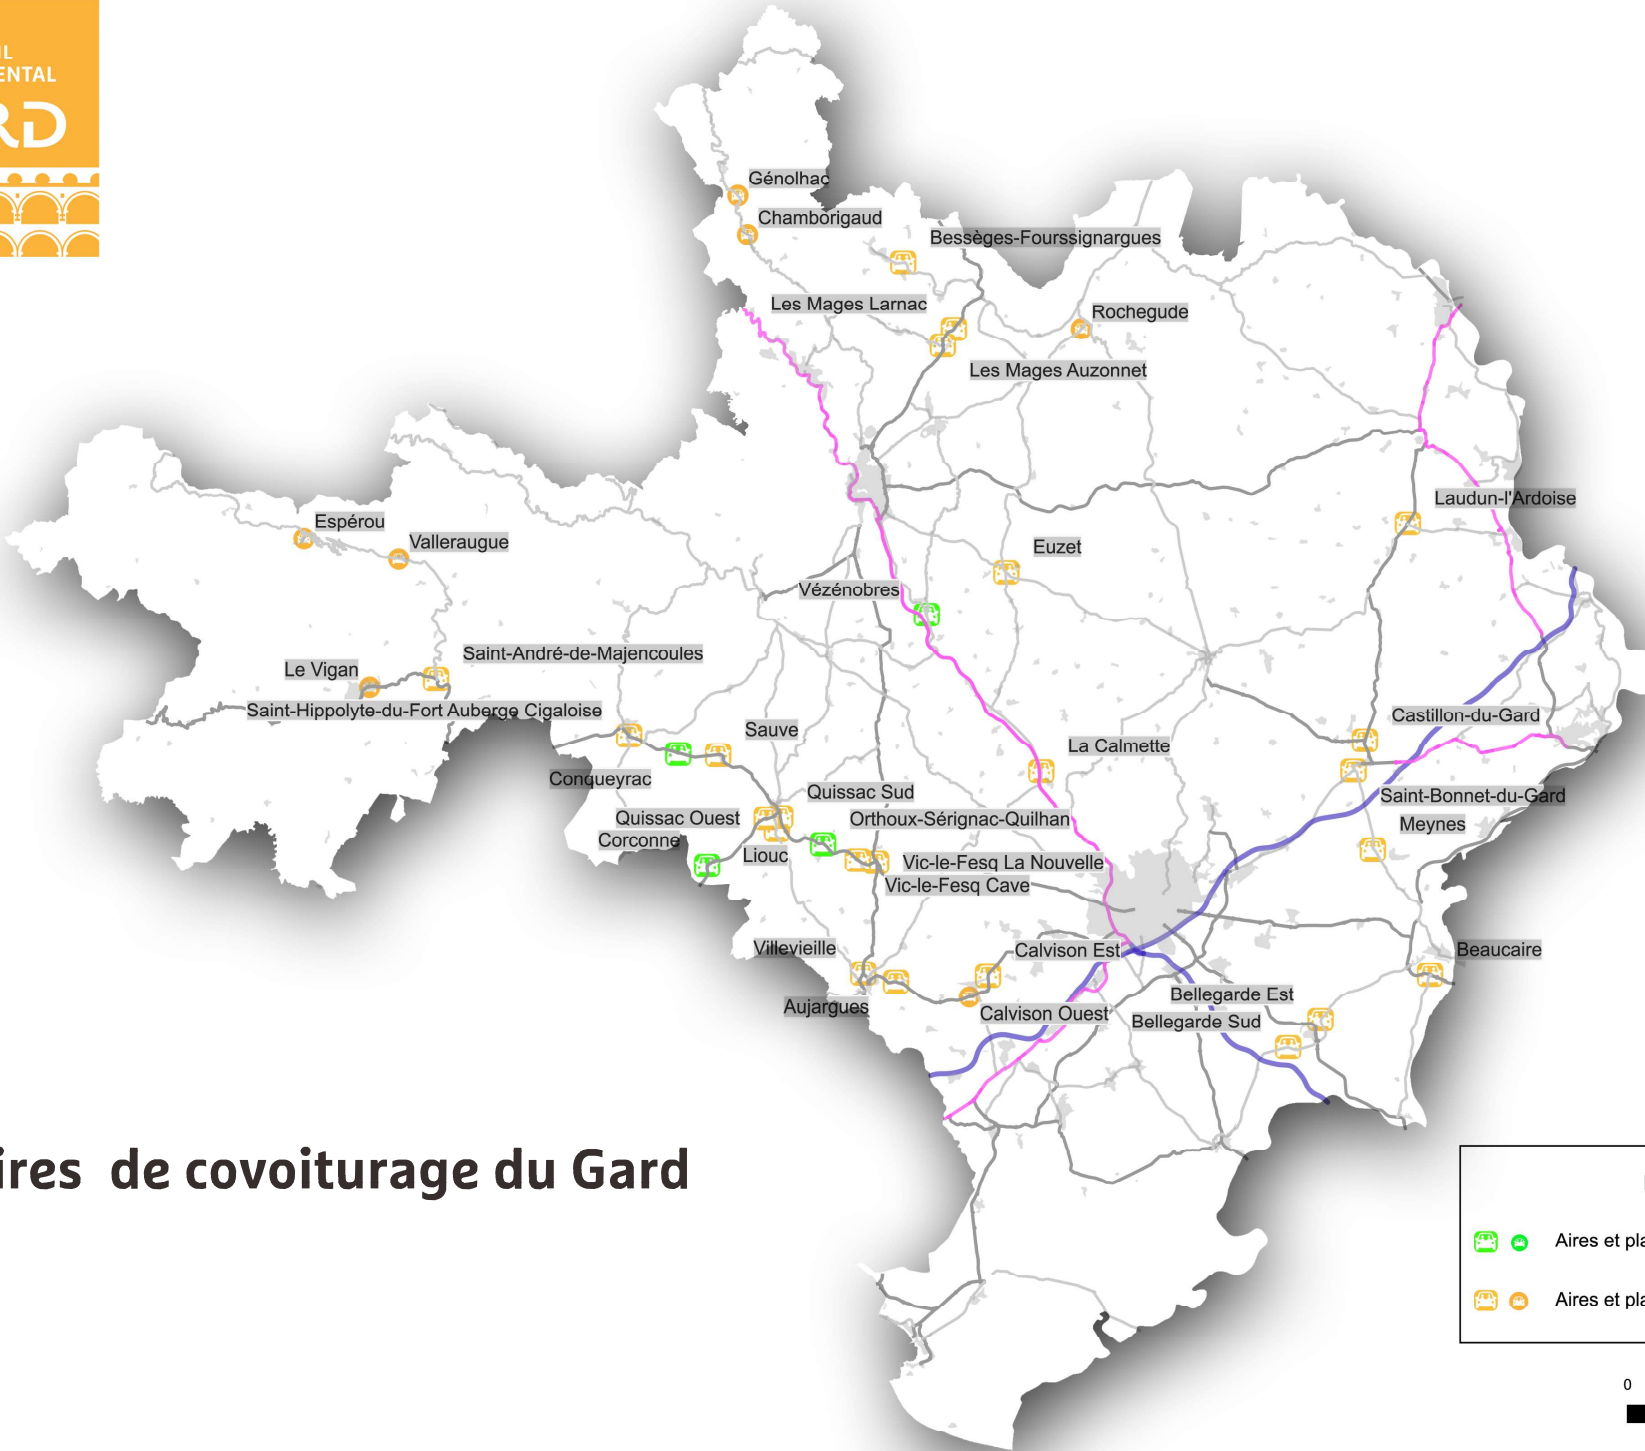 IL
ENTAL
RD
Génolhac
Chamborigaud
Bessèges-Fourssignargues
Les Mages Larnac
Rochegude
Les Mages Auzonnet
Laudun-l'Ardoise
Espérou
Valleraugue
Euzet
Vézénobres
Saint-André-de-Majencoules
Le Vigan
Saint-Hippolyte-du-Fort Auberge Cigaloise
Castillon-du-Gard
Sauve
La Calmette
Conqueyrac
Quissac Sud
Saint-Bonnet-du-Gard
Quissac Ouest
Orthoux-Sérignac-Quilhan
Meynes
Corconne
Liouc
Vic-le-Fesq La Nouvelle
Vic-le-Fesq Cave
Villevieille
Calvison Est
Beaucaire
Bellegarde Est
Aujargues
Calvison Ouest
Bellegarde Sud
ires de covoiturage du Gard
Aires et pla
Aires et pla
0